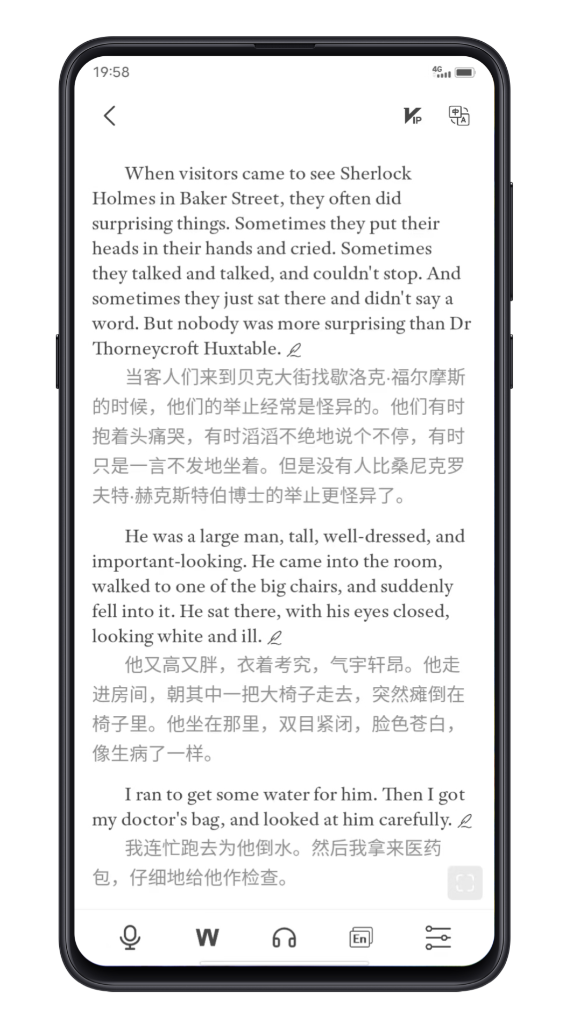 19:58
4G
VIP
中 A
When visitors came to see Sherlock
Holmes in Baker Street, they often did
surprising things. Sometimes they put their
heads in their hands and cried. Sometimes
they talked and talked, and couldn't stop. And
sometimes they just sat there and didn't say a
word. But nobody was more surprising than Dr
Thorneycroft Huxtable.
当客人们来到贝克大街找歇洛克·福尔摩斯
的时候，他们的举止经常是怪异的。他们有时
抱着头痛哭，有时滔滔不绝地说个不停，有时
只是一言不发地坐着。但是没有人比桑尼克罗
夫特·赫克斯特伯博士的举止更怪异了。
He was a large man, tall, well-dressed, and
important-looking. He came into the room,
walked to one of the big chairs, and suddenly
fell into it. He sat there, with his eyes closed,
looking white and ill.
他又高又胖，衣着考究，气宇轩昂。他走
进房间，朝其中一把大椅子走去，突然瘫倒在
椅子里。他坐在那里，双目紧闭，脸色苍白，
像生病了一样。
I ran to get some water for him. Then I got
my doctor's bag, and looked at him carefully.
我连忙跑去为他倒水。然后我拿来医药
包，仔细地给他作检查。
W En